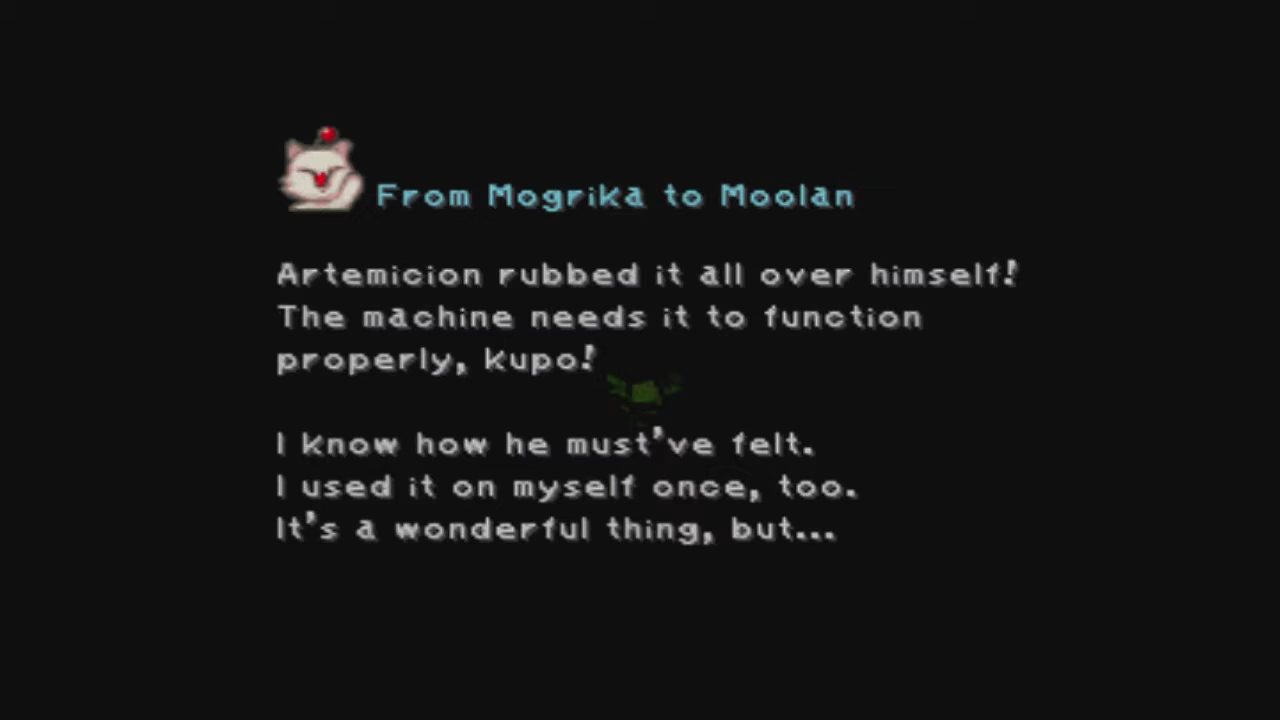 From Mogrika to Moolan
Artemicion rubbed it all over himself!
The machine needs it to function
properly, kupo!
I know how he must've felt.
I used it on myself once, too.
It's a wonderful thing, but...